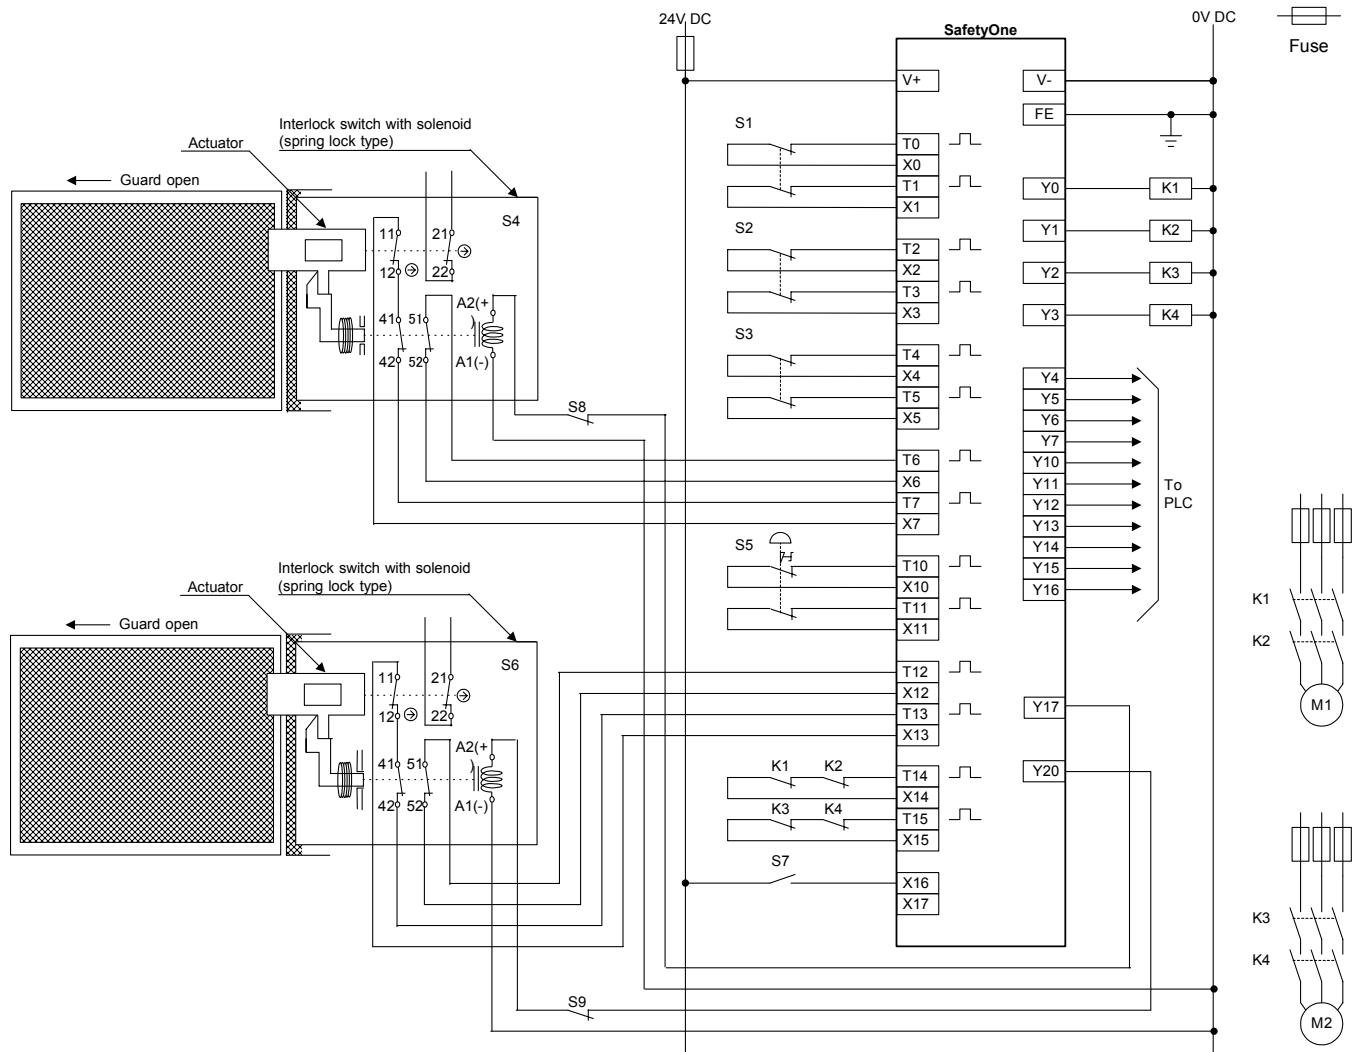 24V DC
0V DC
Fuse
SafetyOne
V+
V-
FE
Interlock switch with solenoid
(spring lock type)
Actuator
Guard open
S4
11
21
12
22
A2(+
)
41
51
42
52
A1(-)
S1
T0
X0
T1
X1
S2
T2
X2
T3
X3
S3
T4
X4
T5
X5
T6
X6
T7
X7
S8
S5
T10
X10
T11
X11
T12
X12
T13
X13
K1
K2
T14
X14
K3
K4
T15
X15
S7
X16
X17
Y0
K1
Y1
K2
Y2
K3
Y3
K4
Y4
Y5
Y6
Y7
Y10
Y11
Y12
Y13
Y14
Y15
Y16
To
PLC
Y17
Y20
Interlock switch with solenoid
(spring lock type)
Actuator
Guard open
S6
11
21
12
22
A2(+
)
41
51
42
52
A1(-)
S9
K1
K2
M1
K3
K4
M2